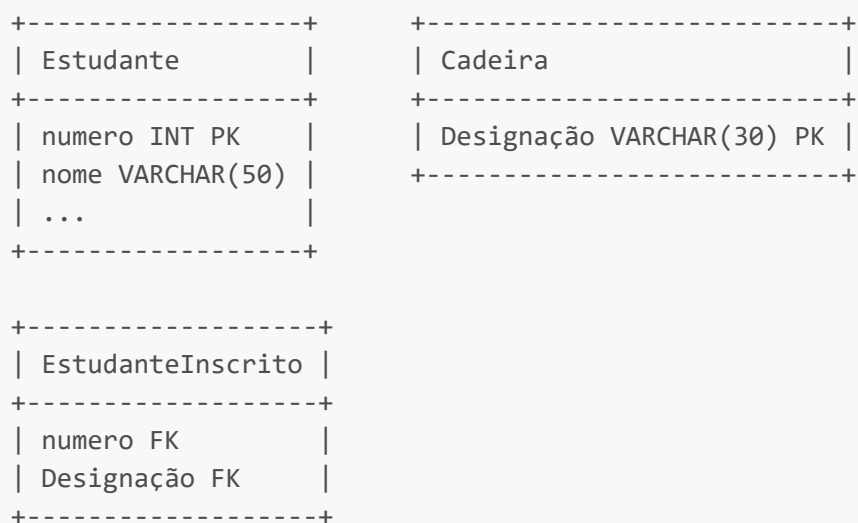 +------------------+ +---------------------------+
| Estudante | | Cadeira |
+------------------+ +---------------------------+
| numero INT PK | | Designação VARCHAR(30) PK |
| nome VARCHAR(50) | +---------------------------+
| ... |
+------------------+
+-------------------+
| EstudanteInscrito |
+-------------------+
| numero FK |
| Designação FK |
+-------------------+